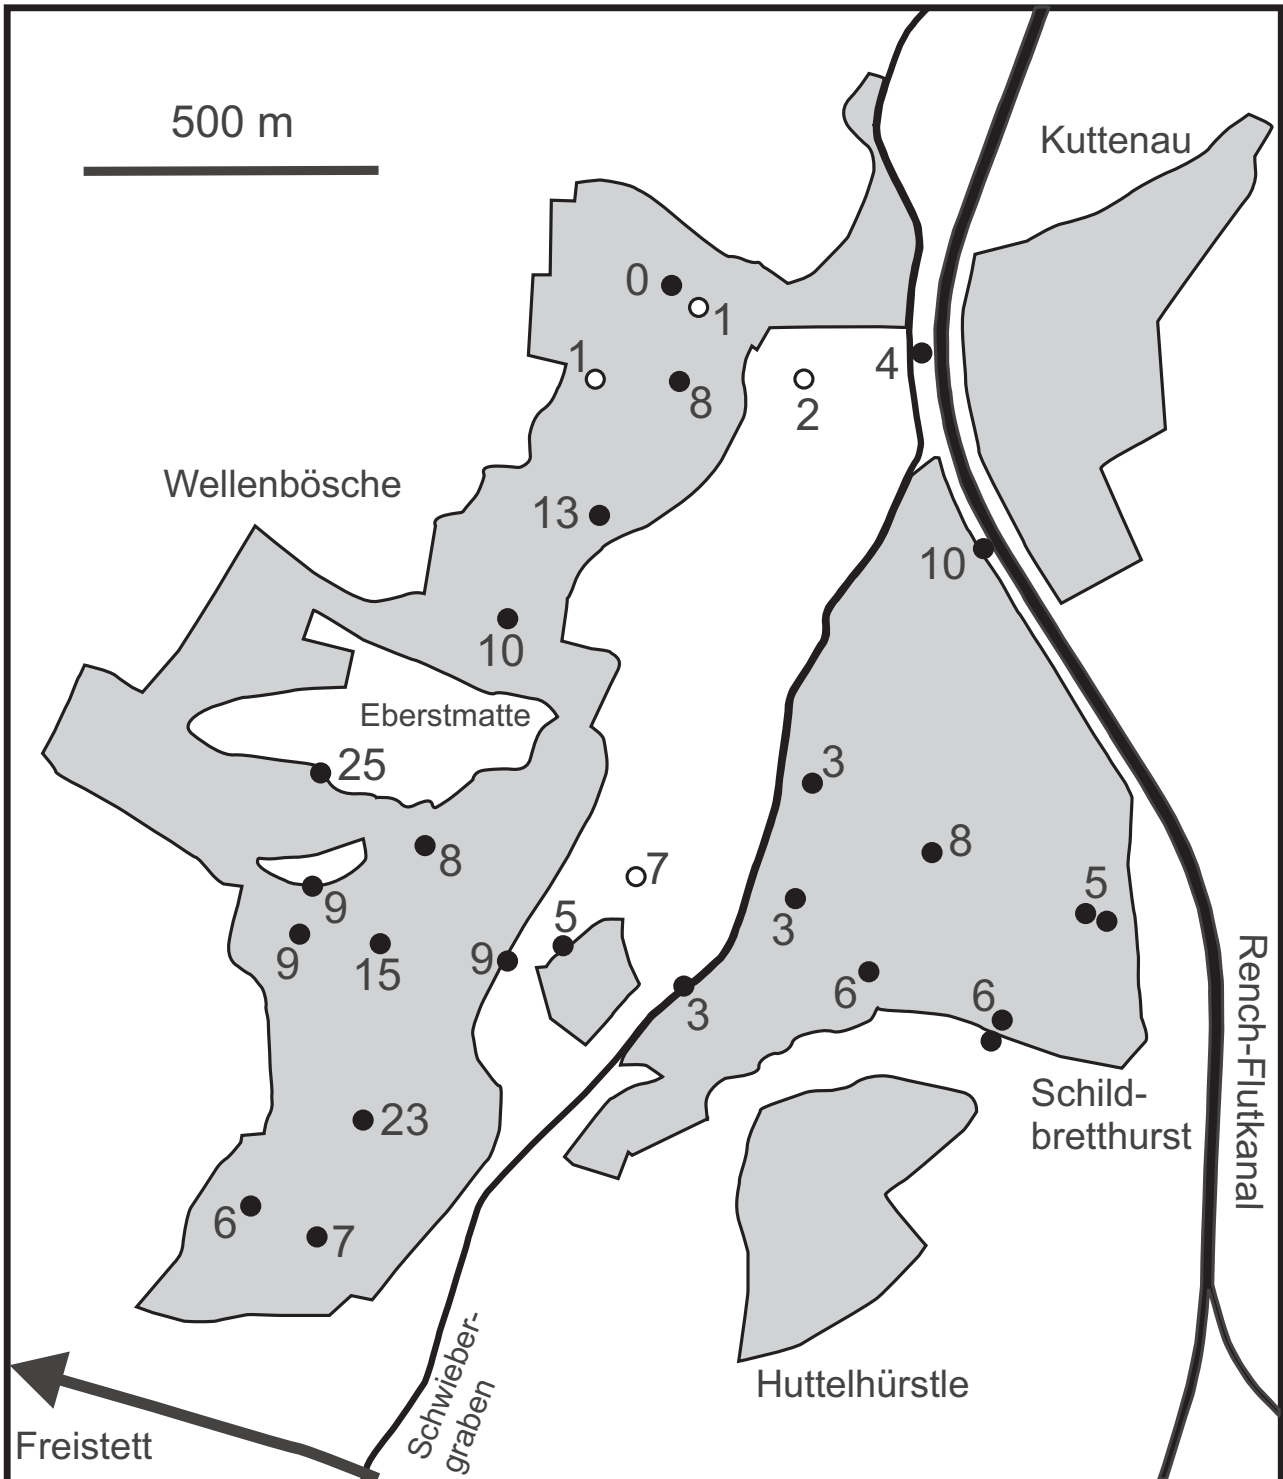 500 m
Kuttenau
0
1
1
8
2
4
Wellenbösche
13
10
10
Eberstmatte
25
3
8
8
7
9
5
5
9
15
9
3
6
6
3
Rench-Flutkanal
Schild-
bretthurst
23
6
7
Schwieber-
graben
Huttelhürstle
Freistett